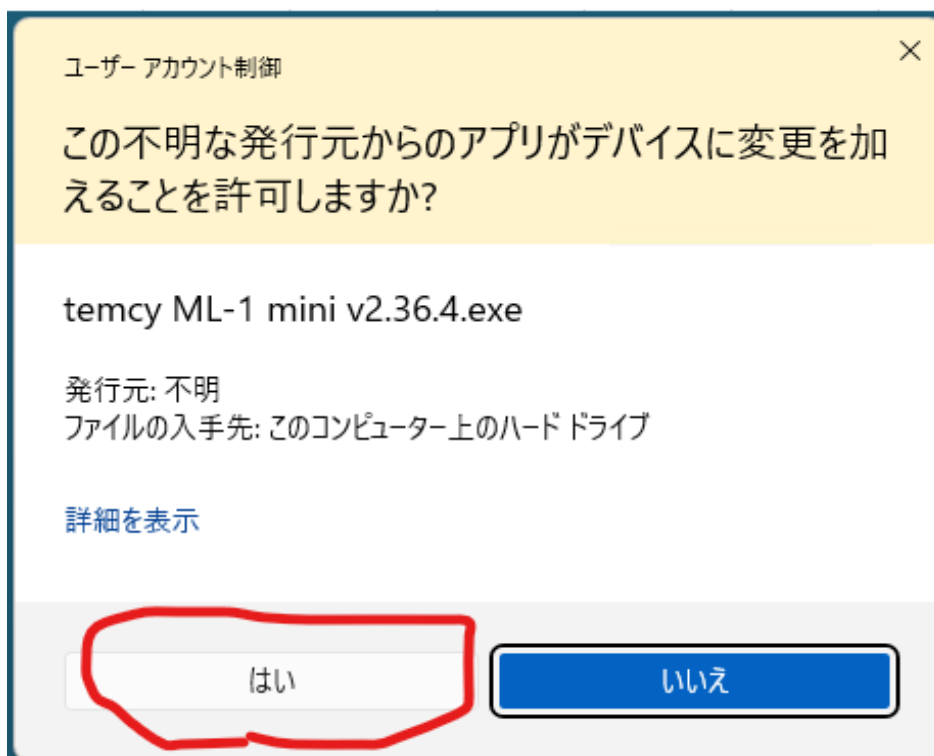 ユーザー アカウント制御
この不明な発行元からのアプリがデバイスに変更を加
えることを許可しますか?
temcy ML-1 mini v2.36.4.exe
発行元: 不明
ファイルの入手先: このコンピューター上のハード ドライブ
詳細を表示
はい
いいえ